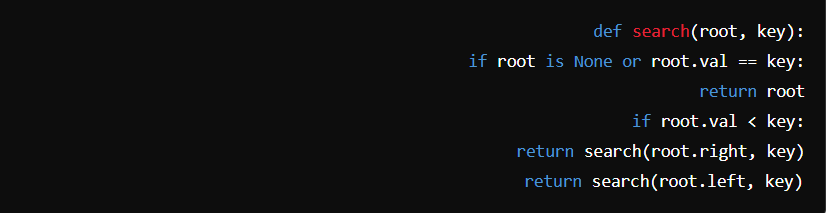 def search(root, key):
if root is None or root.val == key:
return root
if root.val < key:
return search(root.right, key)
return search(root.left, key)